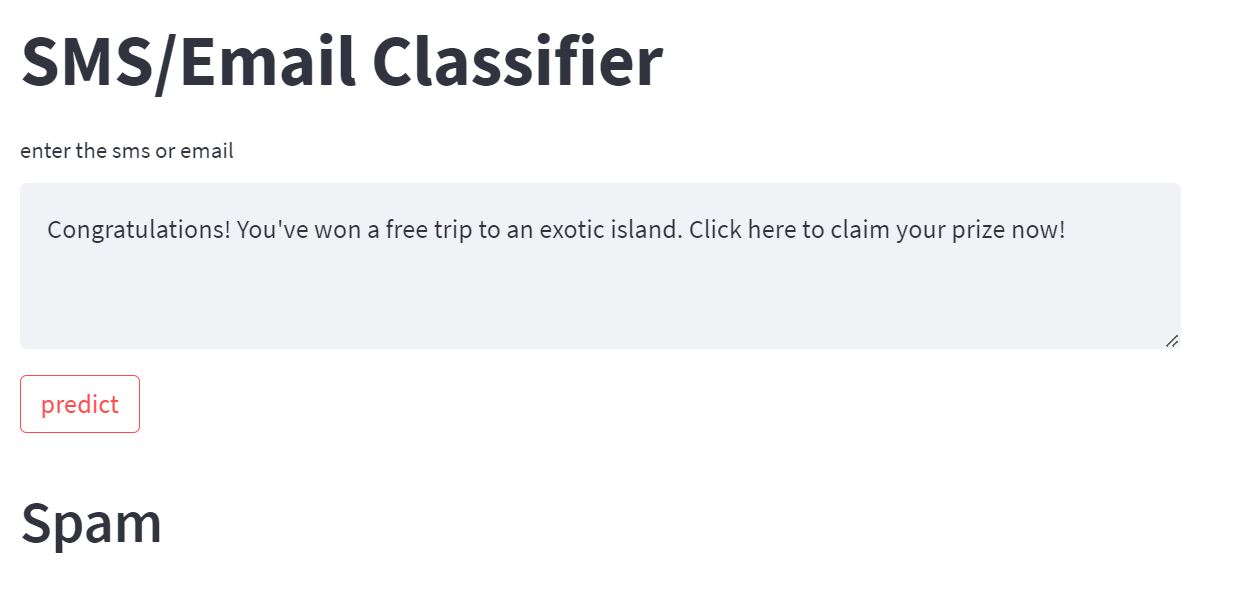 SMS/Email Classifier
enter the sms or email
Congratulations! You've won a free trip to an exotic island. Click here to claim your prize now!
predict
Spam